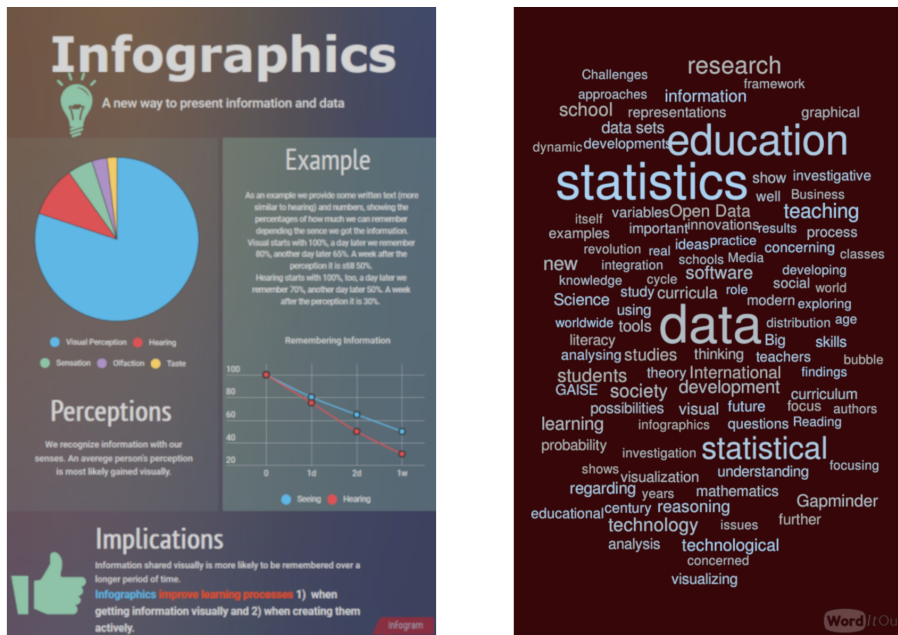 Infographics
A new way to present information and data
Visual Perception Hearing
Sensation Olfaction Taste
Perceptions
We recognize information with our
senses. An averege person's perception
is most likely gained visually.
Example
As an example we provide some written text (more
similar to hearing) and numbers, showing the
percentages of how much we can remember
depending the sence we got the information.
Visual starts with 100%, a day later we remember
80%, another day later 65%. A week after the
perception it is still 50%.
Hearing starts with 100%, too, a day later we
remember 70%, another day later 50%. A week
after the perception it is 30%.
Remembering Information
100
80
60
40
20
0 1d 2d 1w
Seeing Hearing
Implications
Information shared visually is more likely to be remembered over a
longer period of time.
Infographics improve learning processes 1) when
getting information visually and 2) when creating them
actively.
infogram
research
Challenges
framework
approaches information
school representations graphical
data sets
dynamic developments education
statistics show investigative
well Business
itself variables Open Data teaching
important innovations results process
examples
revolution real ideas practice concerning classes
new integration schools Media
knowledge cycle software developing
social world
Science study curricula role modern exploring
using
worldwide tools data distribution age
literacy Big skills
analysing studies thinking teachers bubble
students theory International findings
GAISE society development curriculum
possibilities visual future focus authors
learning infographics questions Reading
probability investigation statistical
shows visualization understanding focusing
regarding years mathematics
Gapminder
educational century reasoning
technology issues further
analysis technological
concerned
visualizing
WordItOu